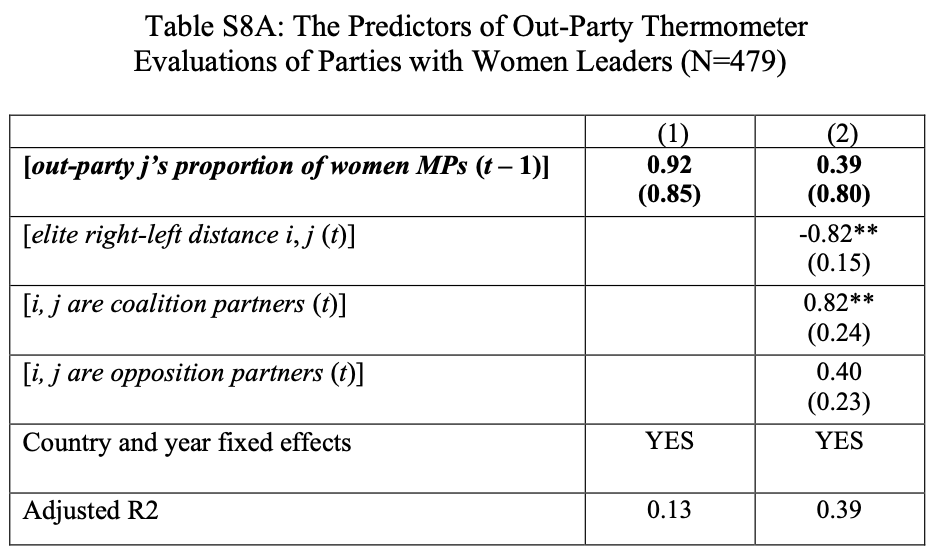 Table S8A: The Predictors of Out-Party Thermometer
Evaluations of Parties with Women Leaders (N=479)
(1) (2)
[out-party j’s proportion of women MPs (t – 1)] 0.92 0.39
(0.85) (0.80)
[elite right-left distance i, j (t)] -0.82**
(0.15)
[i, j are coalition partners (t)] 0.82**
(0.24)
[i, j are opposition partners (t)] 0.40
(0.23)
Country and year fixed effects YES YES
Adjusted R2 0.13 0.39